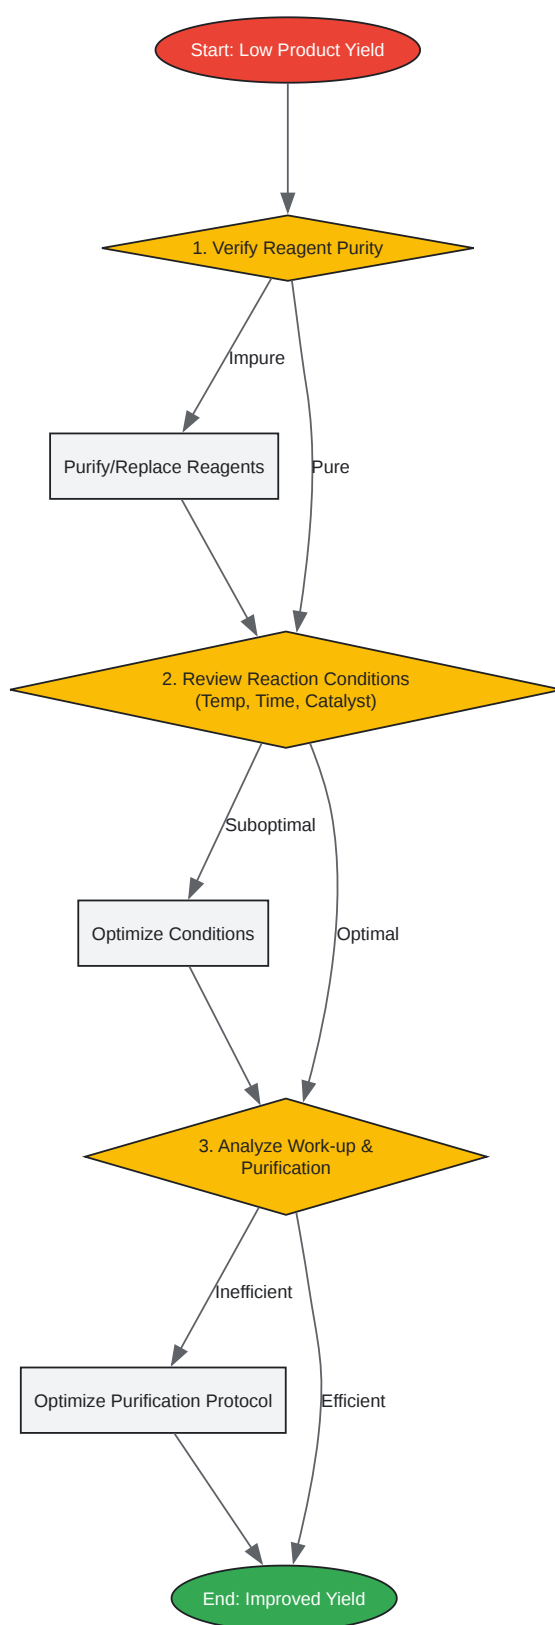 Start: Low Product Yield
1. Verify Reagent Purity
Impure
Purify/Replace Reagents
Pure
2. Review Reaction Conditions
(Temp, Time, Catalyst)
Suboptimal
Optimize Conditions
Optimal
3. Analyze Work-up &
Purification
Inefficient
Optimize Purification Protocol
Efficient
End: Improved Yield